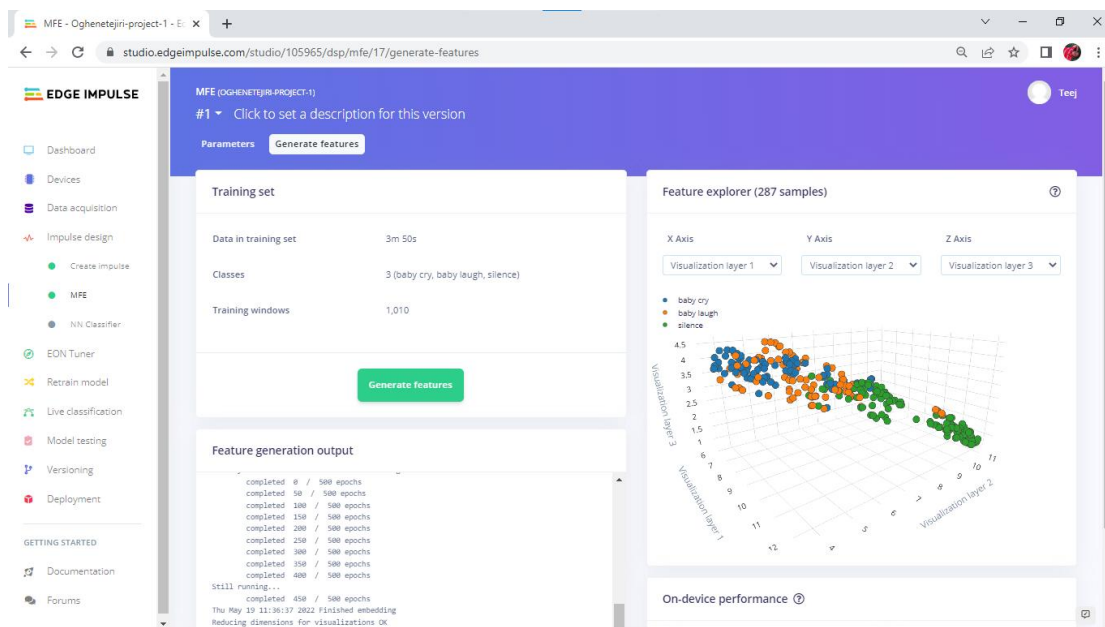 MFE - Oghenetejiri-project-1 - E
studio.edgeimpulse.com/studio/105965/dsp/mfe/17/generate-features
EDGE IMPULSE
Dashboard
Devices
Data acquisition
Impulse design
Create impulse
MFE
NN Classifier
EON Tuner
Retrain model
Live classification
Model testing
Versioning
Deployment
GETTING STARTED
Documentation
Forums
MFE (OGHENETEJIRI-PROJECT-1)
#1 Click to set a description for this version
Teej
Parameters Generate features
Training set
Data in training set 3m 50s
Classes 3 (baby cry, baby laugh, silence)
Training windows 1,010
Generate features
Feature generation output
completed 0 / 500 epochs
completed 50 / 500 epochs
completed 100 / 500 epochs
completed 150 / 500 epochs
completed 200 / 500 epochs
completed 250 / 500 epochs
completed 300 / 500 epochs
completed 350 / 500 epochs
completed 400 / 500 epochs
Still running...
completed 450 / 500 epochs
Thu May 19 11:36:37 2022 Finished embedding
Reducing dimensions for visualizations OK
Feature explorer (287 samples)
X Axis Y Axis Z Axis
Visualization layer 1 Visualization layer 2 Visualization layer 3
baby cry
baby laugh
silence
4.5
4
3.5
3
2.5
2
1.5
1
Visualization layer 3
6
7
8
9
10
11
12
Visualization layer 1
4
5
6
7
8
9
10
11
Visualization layer 2
On-device performance